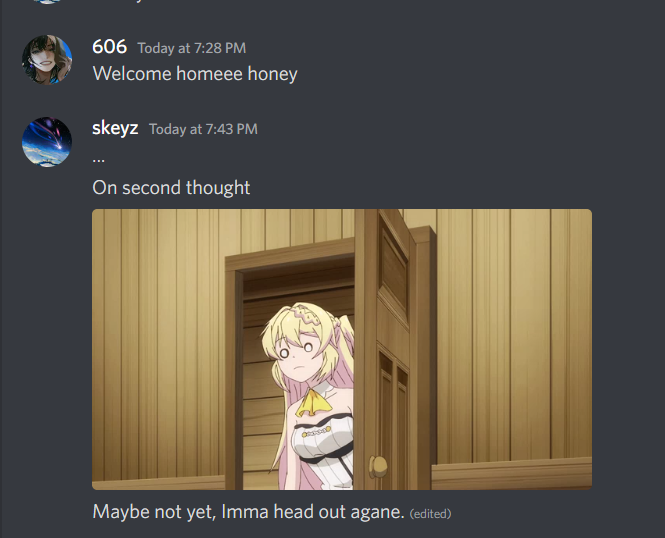 606 Today at 7:28 PM
Welcome homeee honey
skeyz Today at 7:43 PM
...
On second thought
Maybe not yet, Imma head out agane. (edited)